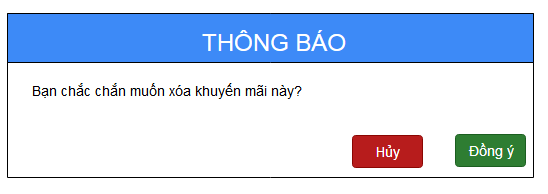 THÔNG BÁO
Bạn chắc chắn muốn xóa khuyến mãi này?
Hủy
Đồng ý